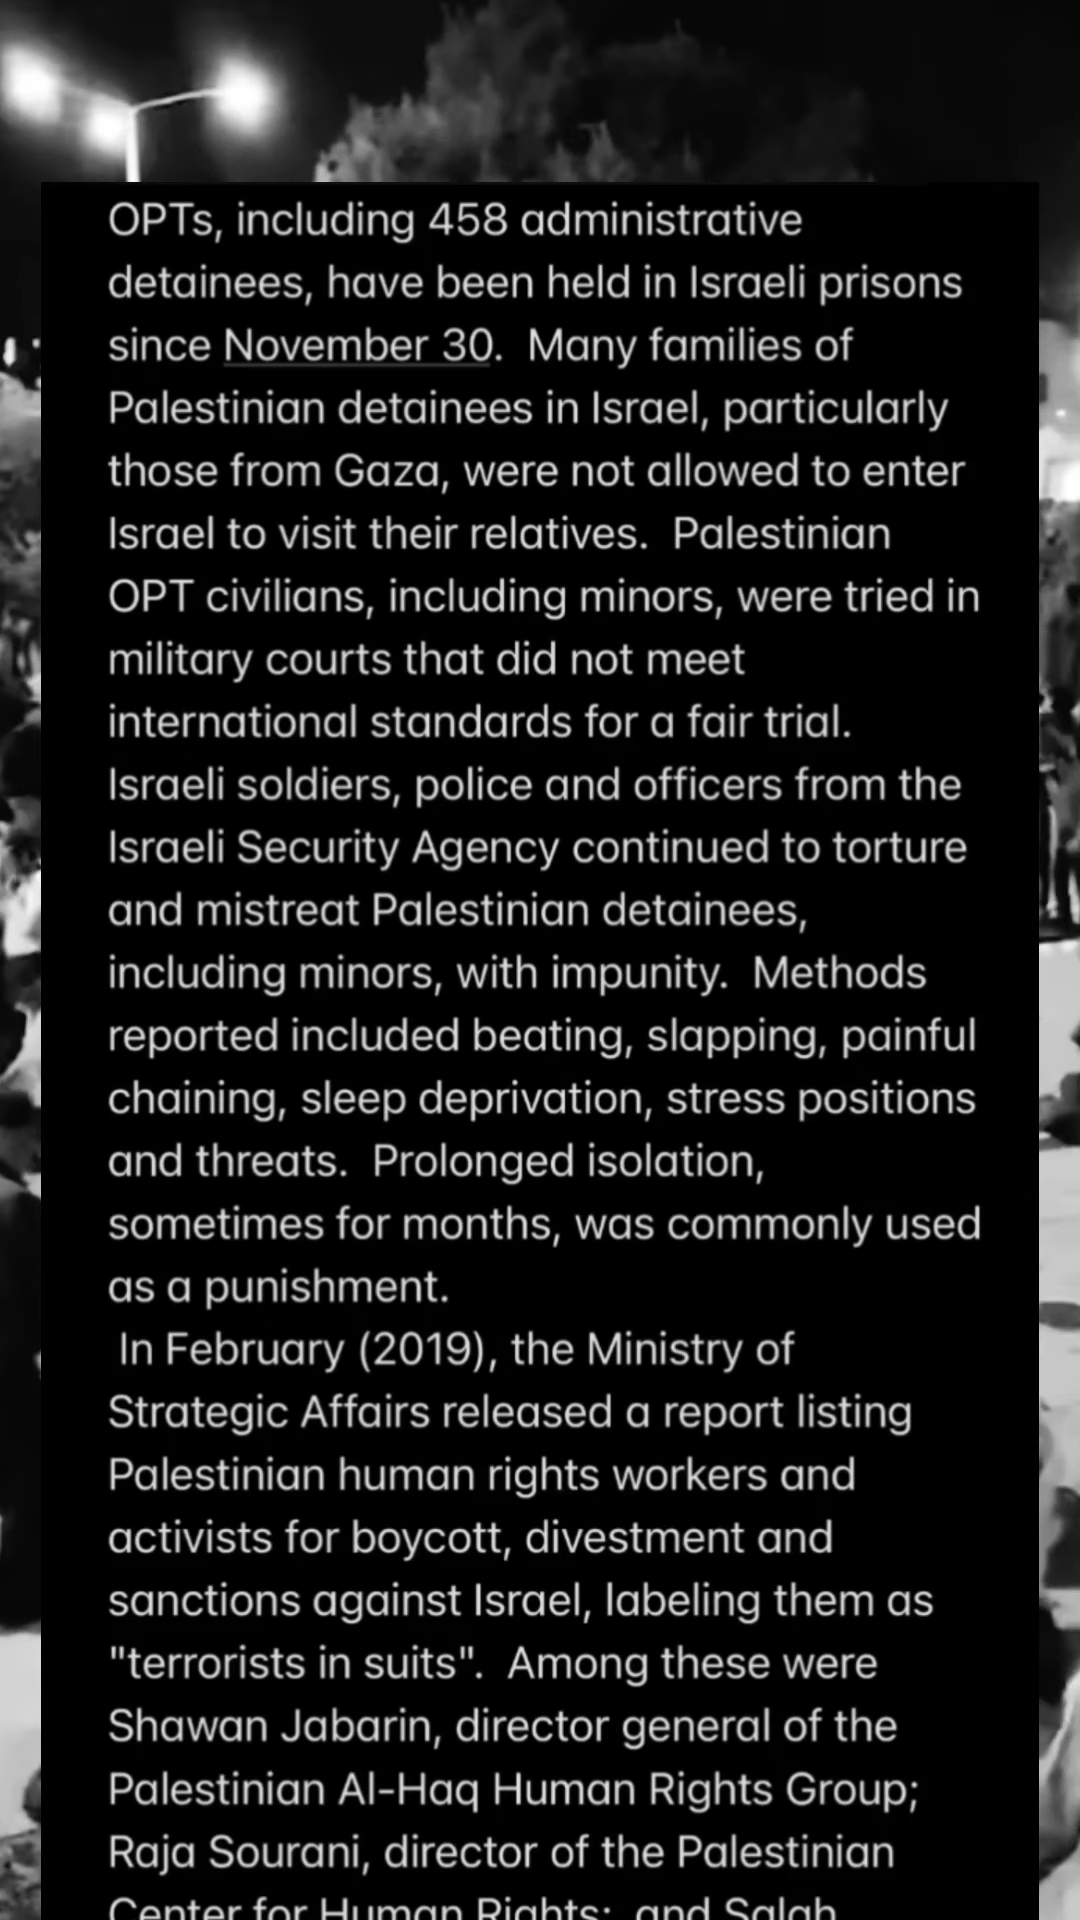 OPTs, including 458 administrative
detainees, have been held in Israeli prisons
since November 30.  Many families of
Palestinian detainees in Israel, particularly
those from Gaza, were not allowed to enter
Israel to visit their relatives.  Palestinian
OPT civilians, including minors, were tried in
military courts that did not meet
international standards for a fair trial.
Israeli soldiers, police and officers from the
Israeli Security Agency continued to torture
and mistreat Palestinian detainees,
including minors, with impunity.  Methods
reported included beating, slapping, painful
chaining, sleep deprivation, stress positions
and threats.  Prolonged isolation,
sometimes for months, was commonly used
as a punishment.
In February (2019), the Ministry of
Strategic Affairs released a report listing
Palestinian human rights workers and
activists for boycott, divestment and
sanctions against Israel, labeling them as
"terrorists in suits".  Among these were
Shawan Jabarin, director general of the
Palestinian Al-Haq Human Rights Group;
Raja Sourani, director of the Palestinian
Center for Human Rights;  and Salah